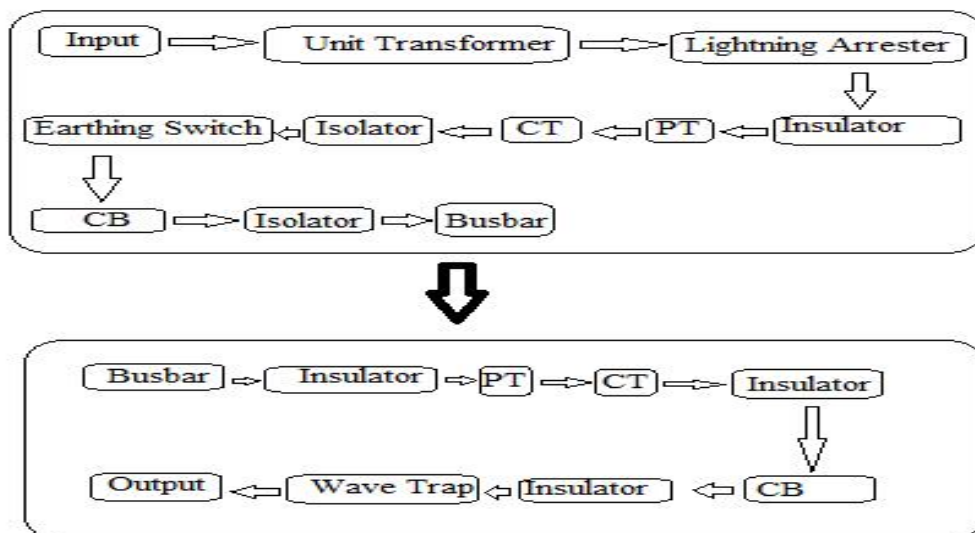 Input
Unit Transformer
Lightning Arrester
Insulator
PT
CT
Isolator
Earthing Switch
CB
Isolator
Busbar
Busbar
Insulator
PT
CT
Insulator
CB
Insulator
Wave Trap
Output